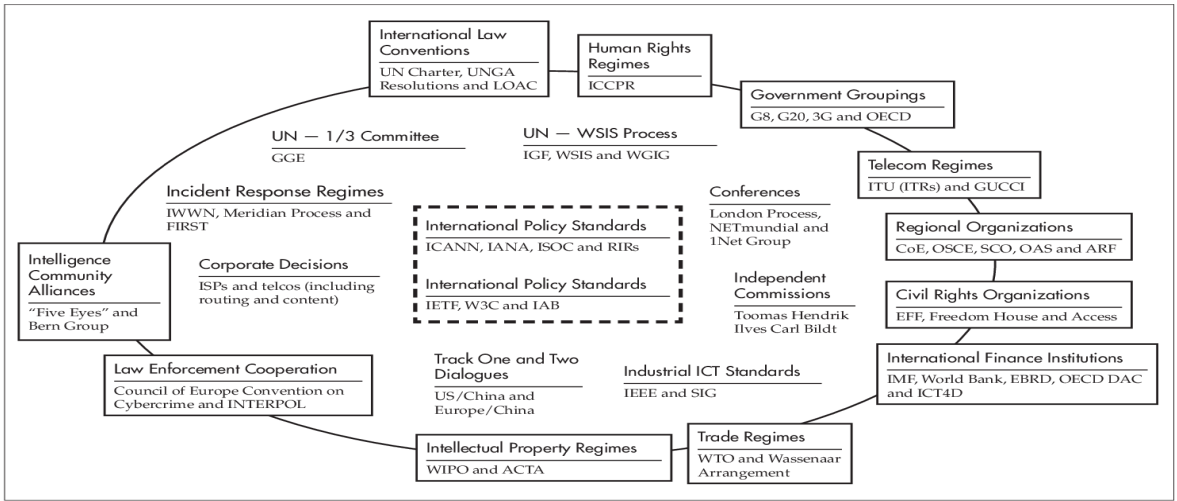 International Law
Conventions
UN Charter, UNGA
Resolutions and LOAC
Human Rights
Regimes
ICCPR
Government Groupings
G8, G20, 3G and OECD
UN — 1/3 Committee
GGE
UN — WSIS Process
IGF, WSIS and WGIG
Telecom Regimes
ITU (ITRs) and GUCCI
Incident Response Regimes
IWWN, Meridian Process and
FIRST
Conferences
London Process,
NETmundial and
1Net Group
International Policy Standards
ICANN, IANA, ISOC and RIRs
International Policy Standards
IETF, W3C and IAB
Regional Organizations
CoE, OSCE, SCO, OAS and ARF
Intelligence
Community
Alliances
"Five Eyes" and
Bern Group
Corporate Decisions
ISPs and telcos (including
routing and content)
Independent
Commissions
Toomas Hendrik
Ilves Carl Bildt
Civil Rights Organizations
EFF, Freedom House and Access
Law Enforcement Cooperation
Council of Europe Convention on
Cybercrime and INTERPOL
Track One and Two
Dialogues
US/China and
Europe/China
Industrial ICT Standards
IEEE and SIG
International Finance Institutions
IMF, World Bank, EBRD, OECD DAC
and ICT4D
Intellectual Property Regimes
WIPO and ACTA
Trade Regimes
WTO and Wassenaar
Arrangement